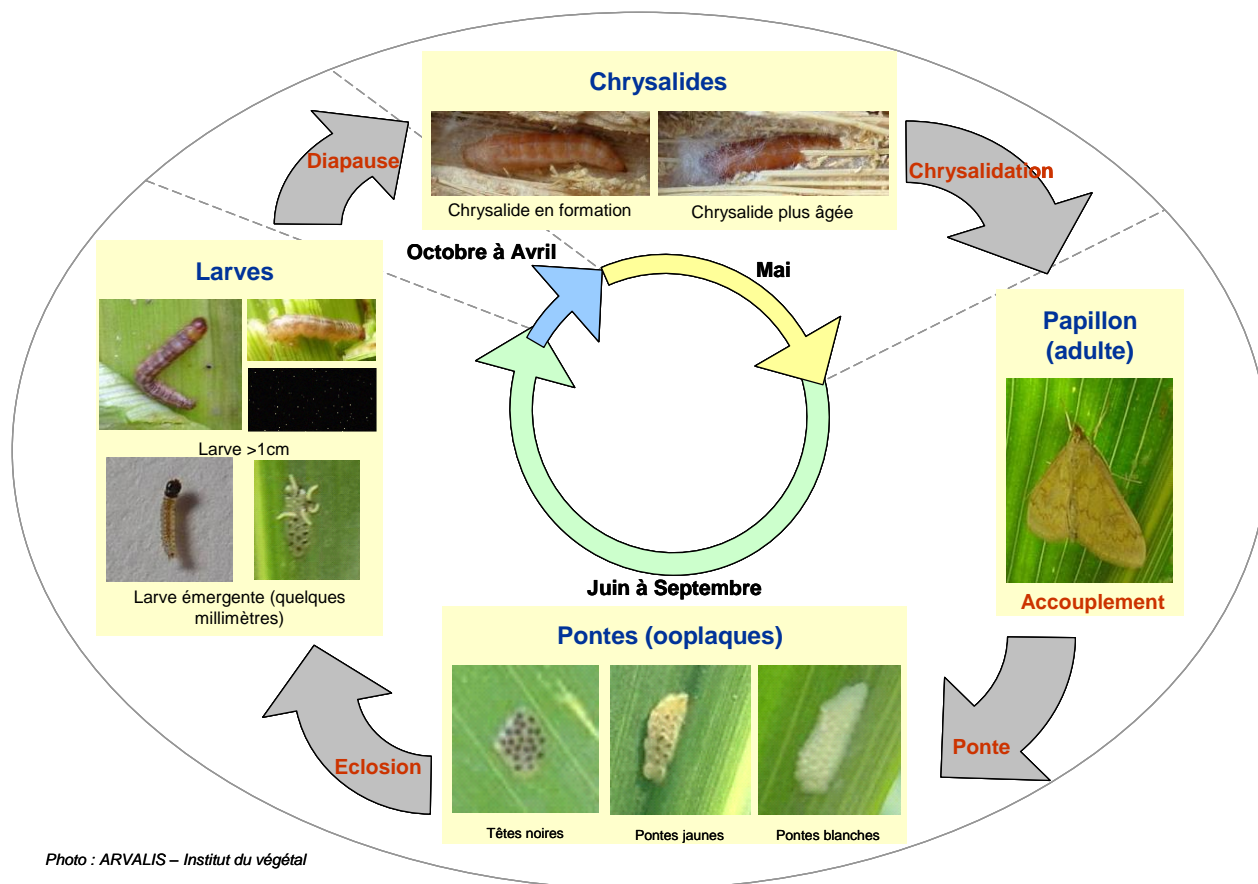 Chrysalides
Chrysalide en formation
Chrysalide plus âgée
Diapause
Chrysalidation
Octobre à Avril
Mai
Larves
Larve >1cm
Larve émergente (quelques
millimètres)
Papillon
(adulte)
Accouplement
Juin à Septembre
Pontes (ooplaques)
Têtes noires
Pontes jaunes
Pontes blanches
Eclosion
Ponte
Photo : ARVALIS – Institut du végétal